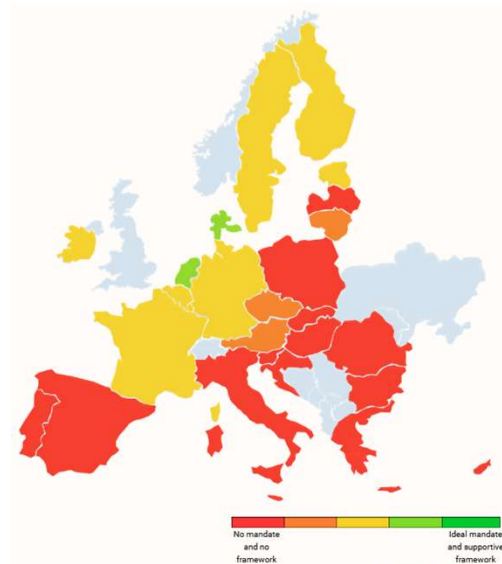 No mandate
and no
framework
Ideal mandate
and supportive
framework